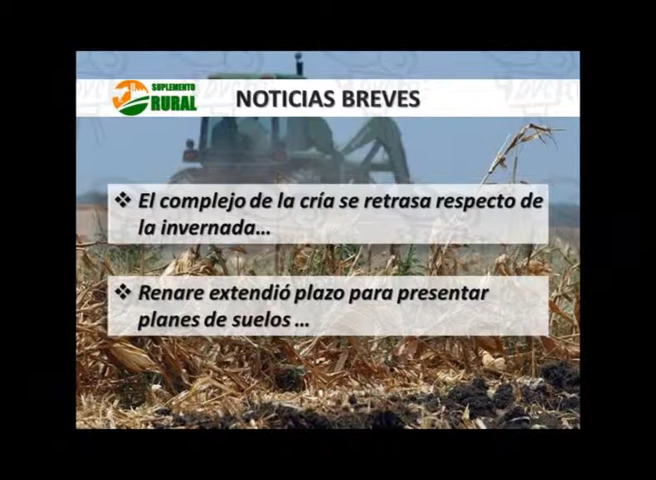 SUPLEMENTO
RURAL
NOTICIAS BREVES
❖ El complejo de la cría se retrasa respecto de
la invernada...
❖ Renare extendió plazo para presentar
planes de suelos ...